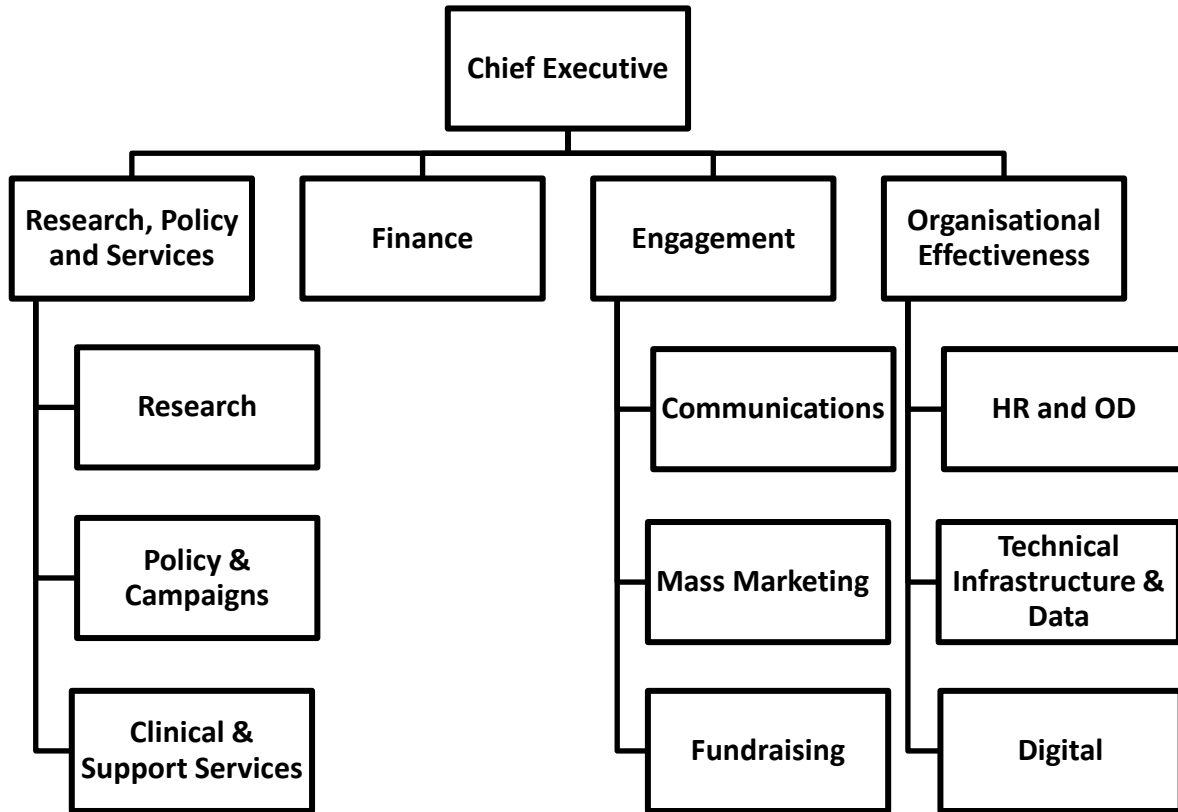 Chief Executive
Research, Policy
and Services
Finance
Engagement
Organisational
Effectiveness
Research
Communications
HR and OD
Policy &
Campaigns
Mass Marketing
Technical
Infrastructure &
Data
Clinical &
Support Services
Fundraising
Digital